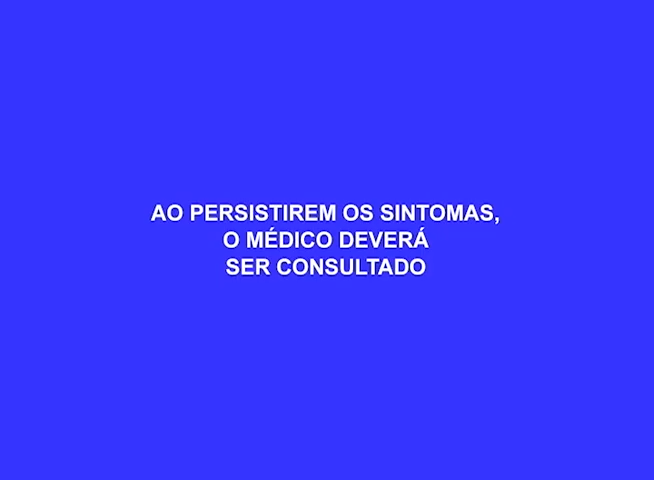 AO PERSISTIREM OS SINTOMAS,
O MÉDICO DEVERÁ
SER CONSULTADO